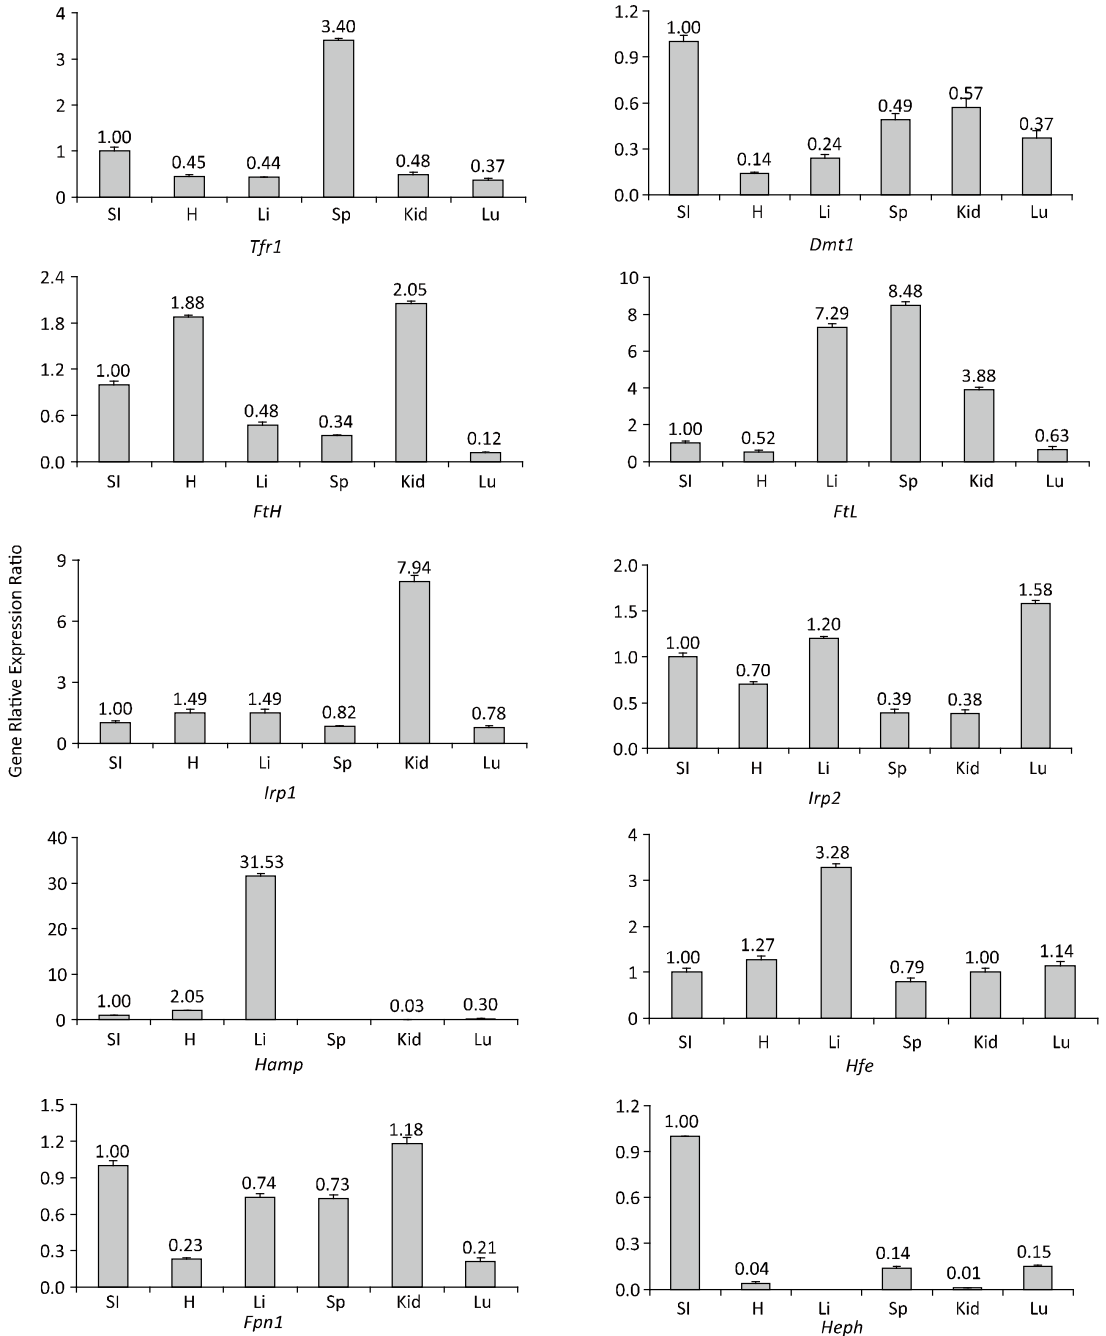 4
3
2
1
0
1.00
0.45
0.44
3.40
0.48
0.37
SI
H
Li
Sp
Kid
Lu
Tfr1
1.2
0.9
0.6
0.3
0.0
1.00
0.14
0.24
0.49
0.57
0.37
SI
H
Li
Sp
Kid
Lu
Dmt1
2.4
1.8
1.2
0.6
0.0
1.00
1.88
0.48
0.34
2.05
0.12
SI
H
Li
Sp
Kid
Lu
FtH
10
8
6
4
2
0
1.00
0.52
7.29
8.48
3.88
0.63
SI
H
Li
Sp
Kid
Lu
FtL
Gene Rlative Expression Ratio
9
6
3
0
1.00
1.49
1.49
0.82
7.94
0.78
SI
H
Li
Sp
Kid
Lu
Irp1
2.0
1.5
1.0
0.5
0.0
1.00
0.70
1.20
0.39
0.38
1.58
SI
H
Li
Sp
Kid
Lu
Irp2
40
30
20
10
0
1.00
2.05
31.53
0.03
0.30
SI
H
Li
Sp
Kid
Lu
Hamp
4
3
2
1
0
1.00
1.27
3.28
0.79
1.00
1.14
SI
H
Li
Sp
Kid
Lu
Hfe
1.5
1.2
0.9
0.6
0.3
0.0
1.00
0.23
0.74
0.73
1.18
0.21
SI
H
Li
Sp
Kid
Lu
Fpn1
1.2
0.9
0.6
0.3
0.0
1.00
0.04
0.14
0.01
0.15
SI
H
Li
Sp
Kid
Lu
Heph